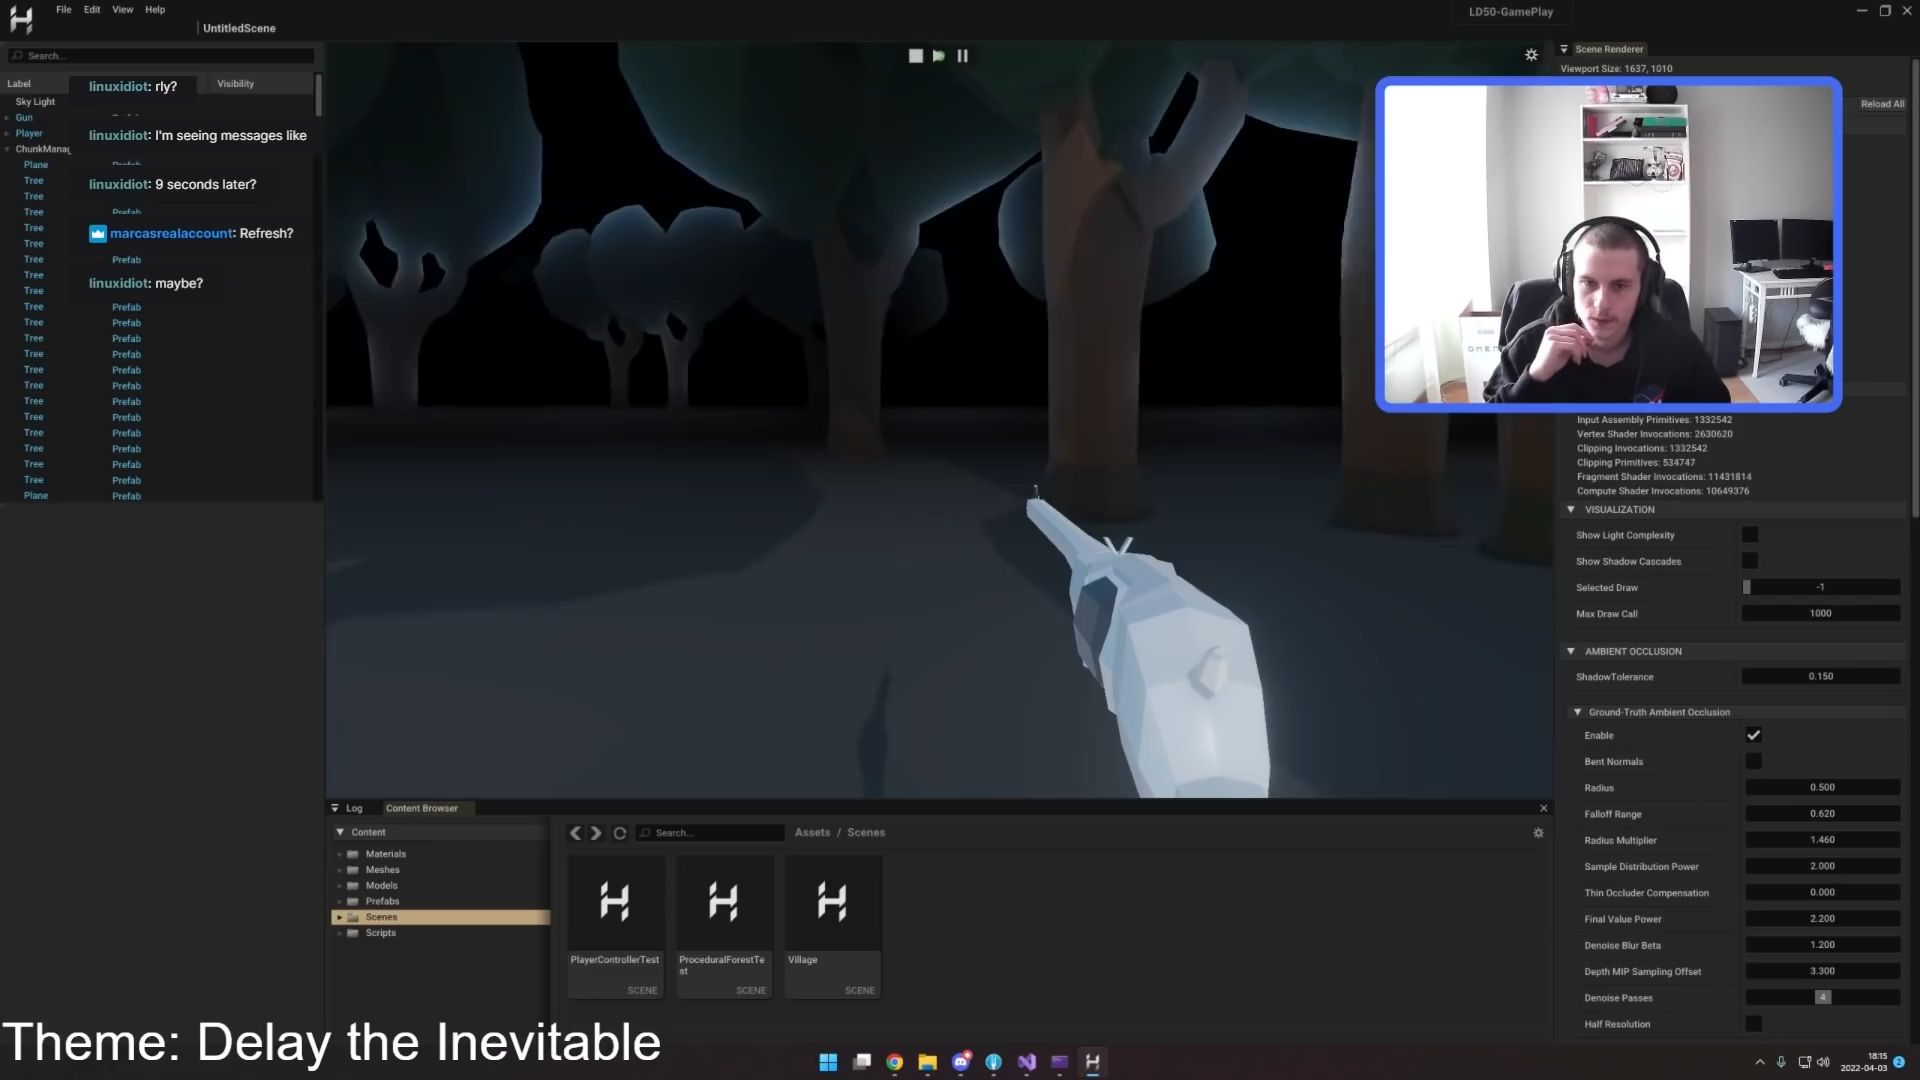 File Edit View Help
UntitledScene
LD50-GamePlay
Search...
Label
Visibility
linuxidiot: rly?
Sky Light
Gun
Player
linuxidiot: I'm seeing messages like
Plane
Tree
linuxidiot: 9 seconds later?
Tree
Tree Prefab
Tree
marcasrealaccount: Refresh?
Tree
Tree Prefab
Tree
linuxidiot: maybe?
Tree
Tree Prefab
Tree Prefab
Tree Prefab
Tree Prefab
Tree Prefab
Tree Prefab
Tree Prefab
Tree Prefab
Tree Prefab
Tree Prefab
Tree Prefab
Tree Prefab
Plane Prefab
Scene Renderer
Viewport Size: 1637, 1010
Reload All
OMEN
Input Assembly Primitives: 1332542
Vertex Shader Invocations: 2630620
Clipping Invocations: 1332542
Clipping Primitives: 534747
Fragment Shader Invocations: 11431814
Compute Shader Invocations: 10649376
VISUALIZATION
Show Light Complexity
Show Shadow Cascades
Selected Draw -1
Max Draw Call 1000
AMBIENT OCCLUSION
ShadowTolerance 0.150
Ground-Truth Ambient Occlusion
Enable
Bent Normals
Radius 0.500
Falloff Range 0.620
Radius Multiplier 1.460
Sample Distribution Power 2.000
Thin Occluder Compensation 0.000
Final Value Power 2.200
Denoise Blur Beta 1.200
Depth MIP Sampling Offset 3.300
Denoise Passes 4
Half Resolution
Log Content Browser
Content
Materials
Meshes
Models
Prefabs
Scenes
Scripts
Search...
Assets / Scenes
PlayerControllerTest
SCENE
ProceduralForestTe
st
SCENE
Village
SCENE
Theme: Delay the Inevitable
18:15
2022-04-03
2